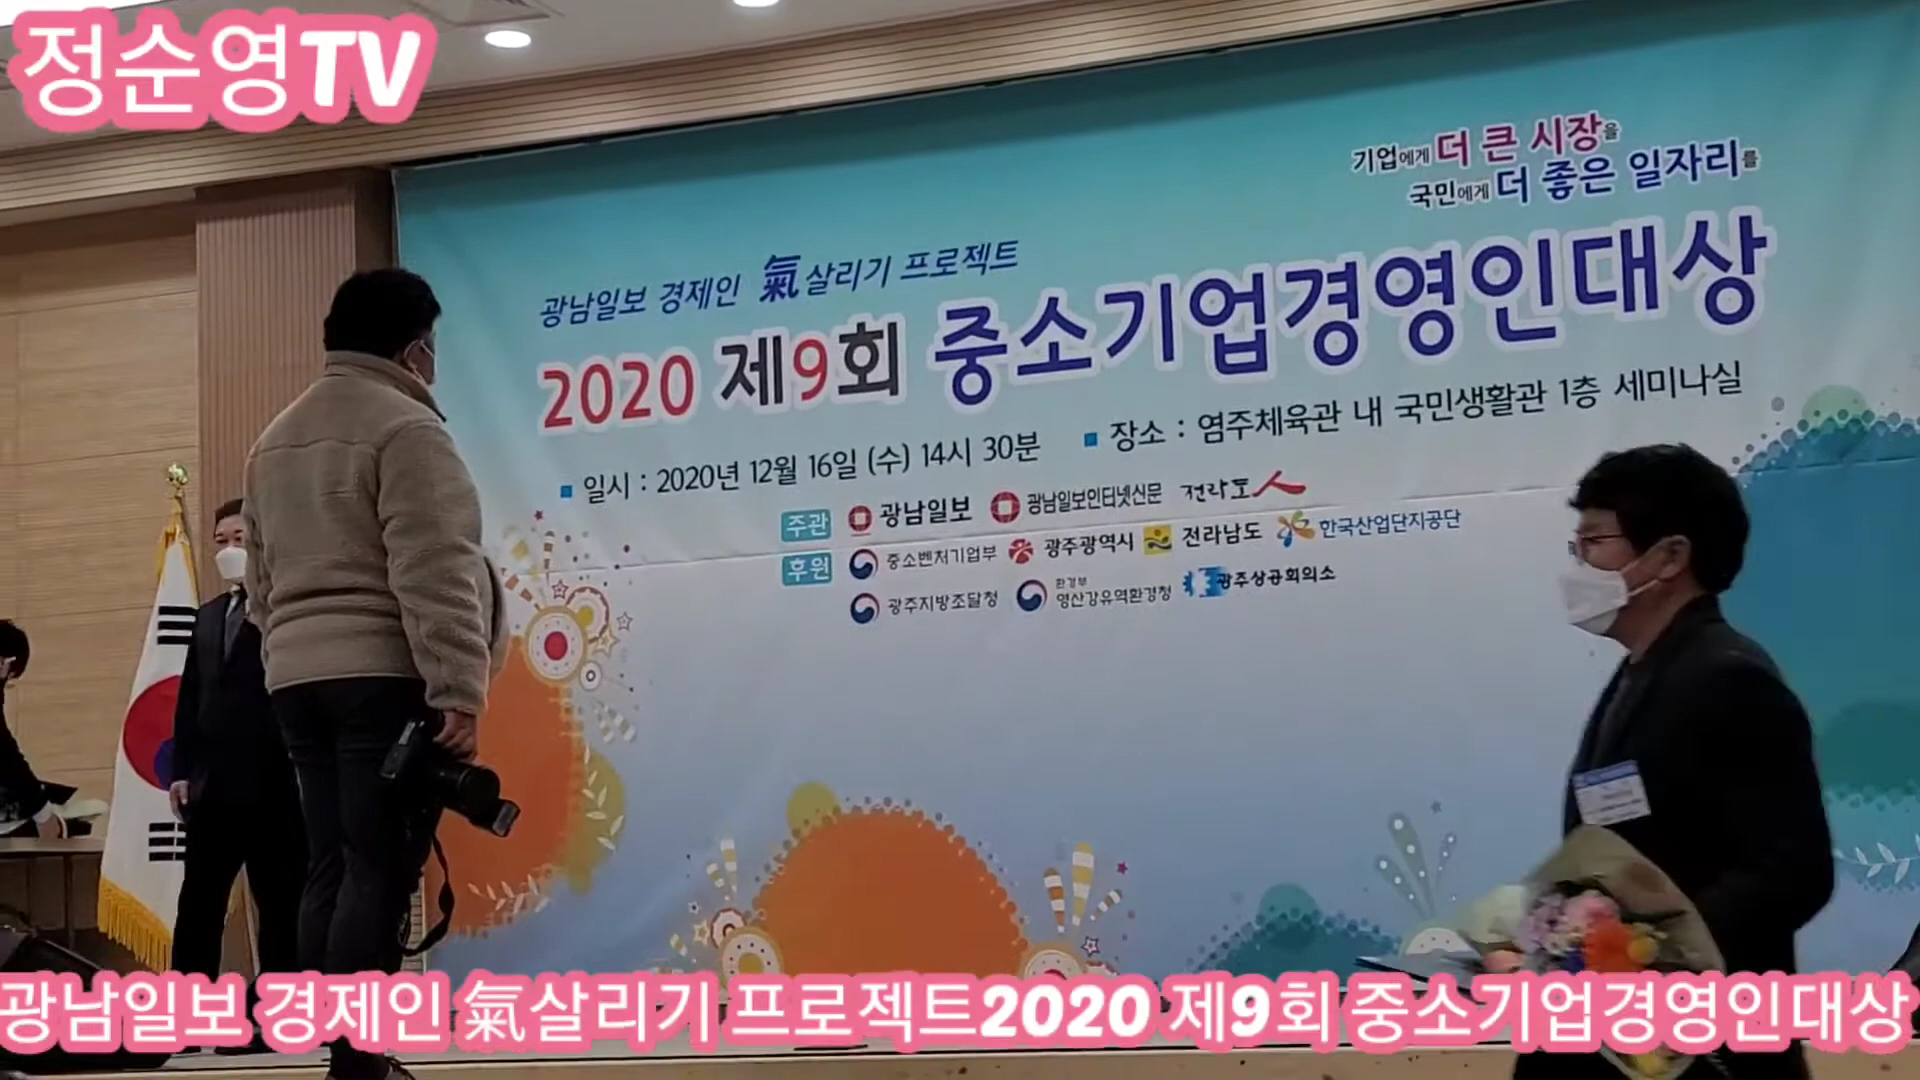 정순영TV
기업에게 더 큰 시장을
국민에게 더 좋은 일자리를
광남일보 경제인 氣살리기 프로젝트
2020 제9회 중소기업경영인대상
■ 일시 : 2020년 12월 16일 (수) 14시 30분 ■ 장소 : 염주체육관 내 국민생활관 1층 세미나실
주관 광남일보 광남일보인터넷신문 전라도人
후원 중소벤처기업부 광주광역시 전라남도 한국산업단지공단
광주지방조달청 환경부 영산강유역환경청 광주상공회의소
광남일보 경제인 氣살리기 프로젝트2020 제9회 중소기업경영인대상